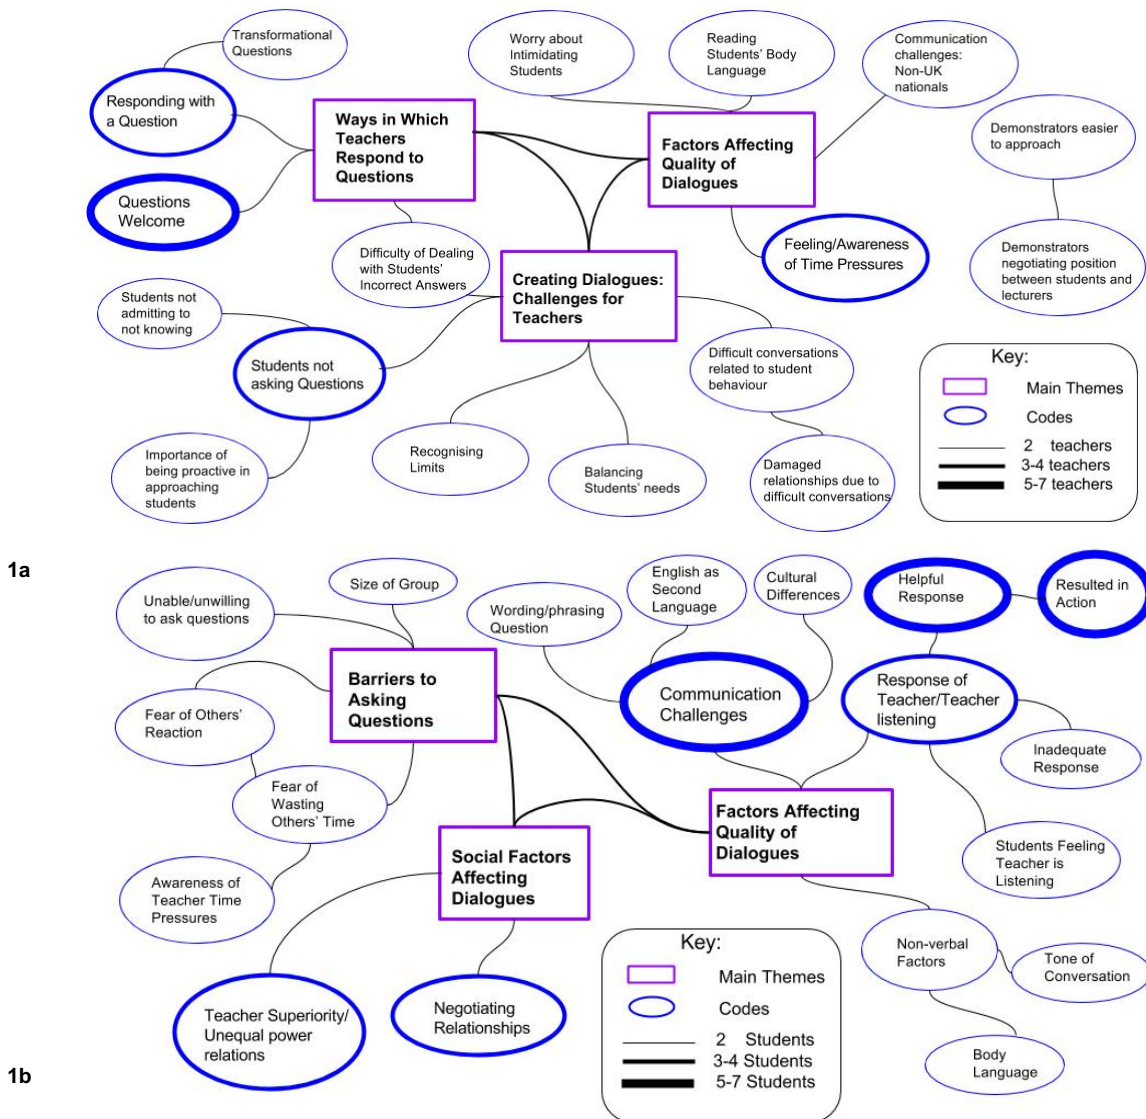 Transformational
Questions
Responding with
a Question
Questions
Welcome
Ways in Which
Teachers
Respond to
Questions
Worry about
Intimidating
Students
Reading
Students' Body
Language
Communication
challenges:
Non-UK
nationals
Factors Affecting
Quality of
Dialogues
Demonstrators easier
to approach
Demonstrators
negotiating position
between students and
lecturers
Feeling/Awareness
of Time Pressures
Difficulty of Dealing
with Students'
Incorrect Answers
Creating Dialogues:
Challenges for
Teachers
Students not
admitting to
not knowing
Students not
asking Questions
Importance of
being proactive in
approaching
students
Recognising
Limits
Balancing
Students' needs
Difficult conversations
related to student
behaviour
Damaged
relationships due to
difficult conversations
Key:
Main Themes
Codes
2 teachers
3-4 teachers
5-7 teachers
1a
Unable/unwilling
to ask questions
Size of Group
Barriers to
Asking
Questions
Fear of Others'
Reaction
Fear of
Wasting
Others' Time
Awareness of
Teacher Time
Pressures
Wording/phrasing
Question
English as
Second
Language
Cultural
Differences
Communication
Challenges
Helpful
Response
Resulted in
Action
Response of
Teacher/Teacher
listening
Inadequate
Response
Students Feeling
Teacher is
Listening
Factors Affecting
Quality of
Dialogues
Social Factors
Affecting
Dialogues
Teacher Superiority/
Unequal power
relations
Negotiating
Relationships
Non-verbal
Factors
Tone of
Conversation
Body
Language
Key:
Main Themes
Codes
2 Students
3-4 Students
5-7 Students
1b